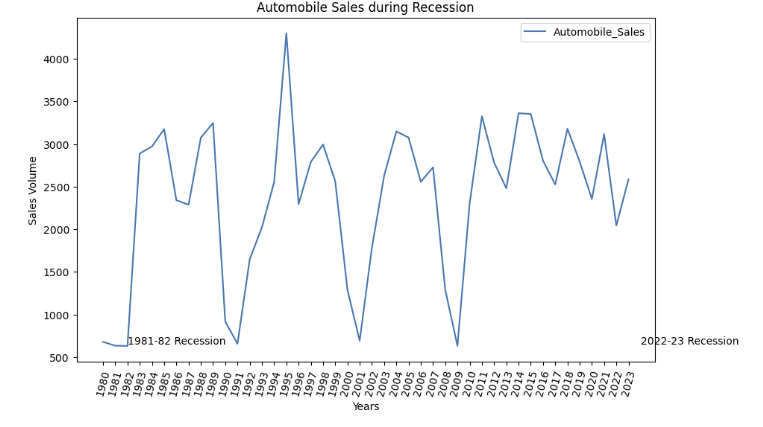 Automobile Sales during Recession
Automobile_Sales
4000
3500
3000
2500
2000
1500
1000
500
Sales Volume
1981-82 Recession
2022-23 Recession
1980 1981 1982 1983 1984 1985 1986 1987 1988 1989 1990 1991 1992 1993 1994 1995 1996 1997 1998 1999 2000 2001 2002 2003 2004 2005 2006 2007 2008 2009 2010 2011 2012 2013 2014 2015 2016 2017 2018 2019 2020 2021 2022 2023
Years